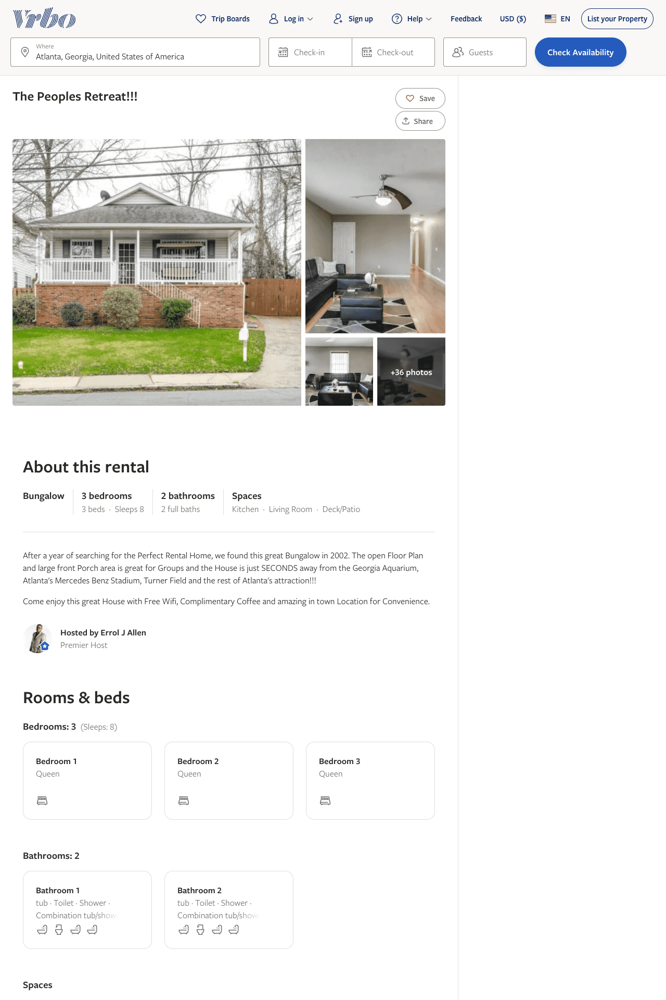 Vrbo
Trip Boards
Log in
Sign up
Help
Feedback
USD ($)
EN
List your Property
Where
Atlanta, Georgia, United States of America
Check-in
Check-out
Guests
Check Availability
The Peoples Retreat!!!
Save
Share
+36 photos
About this rental
Bungalow
3 bedrooms
3 beds · Sleeps 8
2 bathrooms
2 full baths
Spaces
Kitchen · Living Room · Deck/Patio
After a year of searching for the Perfect Rental Home, we found this great Bungalow in 2002. The open Floor Plan
and large front Porch area is great for Groups and the House is just SECONDS away from the Georgia Aquarium,
Atlanta's Mercedes Benz Stadium, Turner Field and the rest of Atlanta's attraction!!!
Come enjoy this great House with Free Wifi, Complimentary Coffee and amazing in town Location for Convenience.
Hosted by Errol J Allen
Premier Host
Rooms & beds
Bedrooms: 3 (Sleeps: 8)
Bedroom 1
Queen
Bedroom 2
Queen
Bedroom 3
Queen
Bathrooms: 2
Bathroom 1
tub · Toilet · Shower ·
Combination tub/show
Bathroom 2
tub · Toilet · Shower ·
Combination tub/show
Spaces